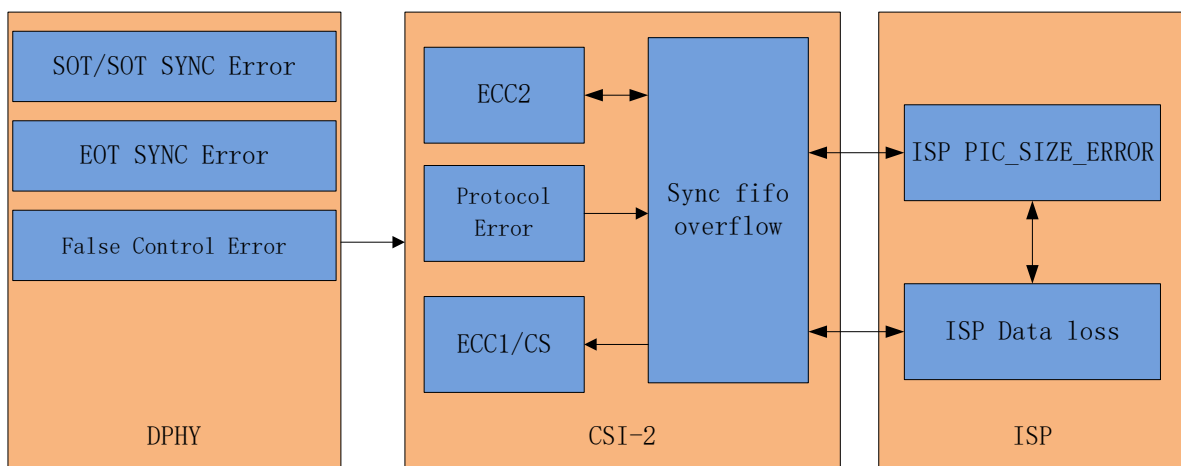 SOT/SOT SYNC Error
EOT SYNC Error
False Control Error
DPHY
ECC2
Protocol
Error
ECC1/CS
Sync fifo
overflow
CSI-2
ISP PIC_SIZE_ERROR
ISP Data loss
ISP